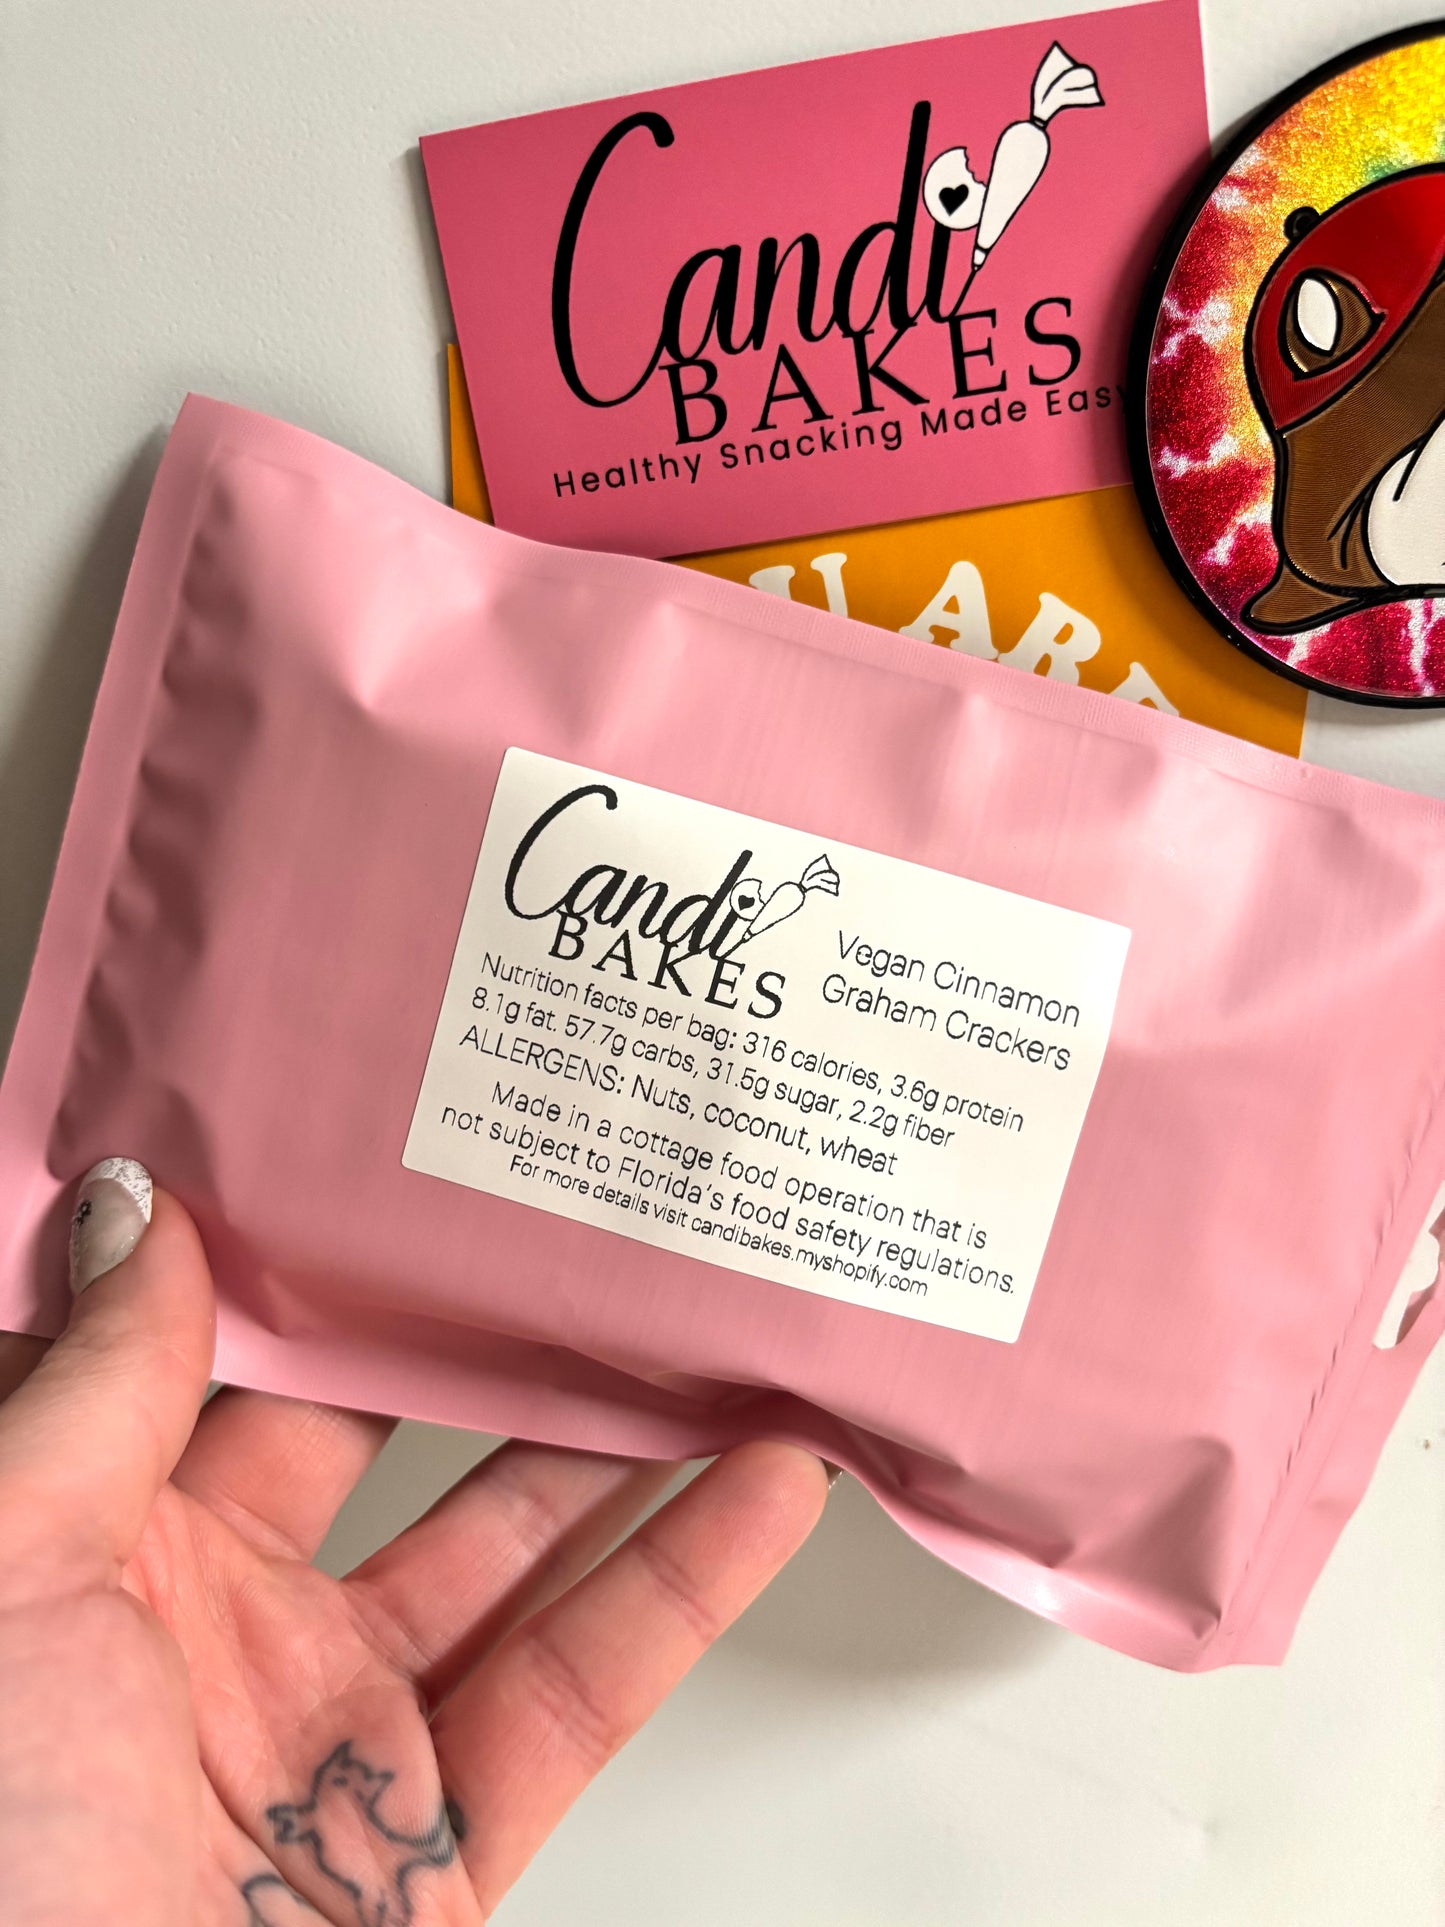 Candi
BAKES
Healthy Snacking Made Easy
U ARE
Candi
BAKES
Vegan Cinnamon
Graham Crackers
Nutrition facts per bag: 316 calories, 3.6g protein
8.1g fat. 57.7g carbs, 31.5g sugar, 2.2g fiber
ALLERGENS: Nuts, coconut, wheat
Made in a cottage food operation that is
not subject to Florida's food safety regulations.
For more details visit candibakes.myshopify.com